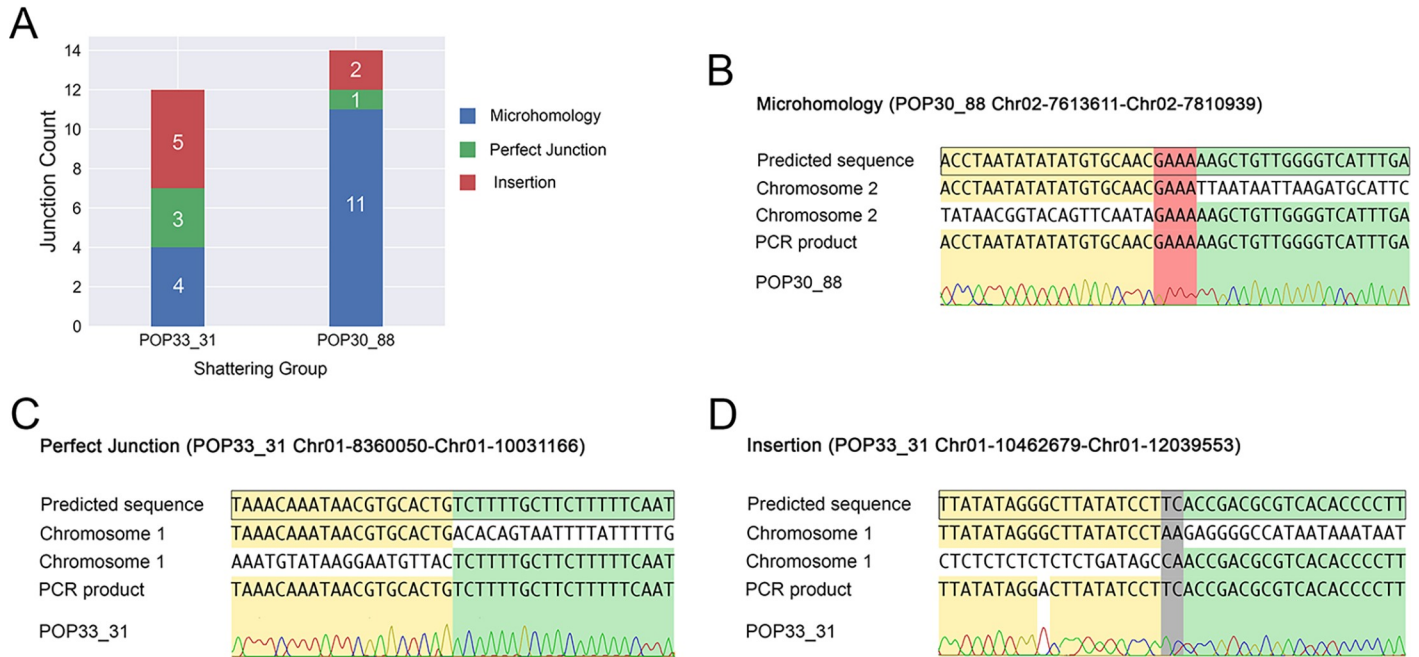 A
14
12
10
8
6
4
2
0
Junction Count
5
3
4
2
1
11
POP33_31 POP30_88
Shattering Group
Microhomology
Perfect Junction
Insertion
B
Microhomology (POP30_88 Chr02-7613611-Chr02-7810939)
Predicted sequence ACCTAATATATATGTGCAACGAAAAAGCTGTTGGGGTCATTTGA
Chromosome 2 ACCTAATATATATGTGCAACGAAATTAATAATTAAGATGCATTC
Chromosome 2 TATAACGGTACAGTTCAATAGAAAAAGCTGTTGGGGTCATTTGA
PCR product ACCTAATATATATGTGCAACGAAAAAGCTGTTGGGGTCATTTGA
POP30_88
C
Perfect Junction (POP33_31 Chr01-8360050-Chr01-10031166)
Predicted sequence TAAACAAATAACGTGCACTGTCTTTTGCTTCTTTTTCAAT
Chromosome 1 TAAACAAATAACGTGCACTGACACAGTAATTTTATTTTTG
Chromosome 1 AAATGTATAAGGAATGTTACTCTTTTGCTTCTTTTTCAAT
PCR product TAAACAAATAACGTGCACTGTCTTTTGCTTCTTTTTCAAT
POP33_31
D
Insertion (POP33_31 Chr01-10462679-Chr01-12039553)
Predicted sequence TTATATAGGGCTTATATCCTTCACCGACGCGTCACACCCCTT
Chromosome 1 TTATATAGGGCTTATATCCTAAGAGGGGCCATAATAAATAAT
Chromosome 1 CTCTCTCTCTCTCTGATAGCCAACCGACGCGTCACACCCCTT
PCR product TTATATAGGACTTATATCCTTCACCGACGCGTCACACCCCTT
POP33_31